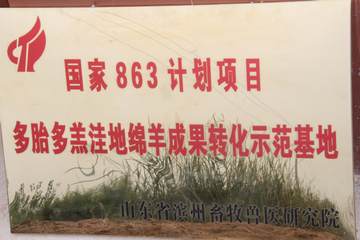 国家863计划项目
多胎多羔洼地绵羊成果转化示范基地
山东省滨州畜牧兽医研究院